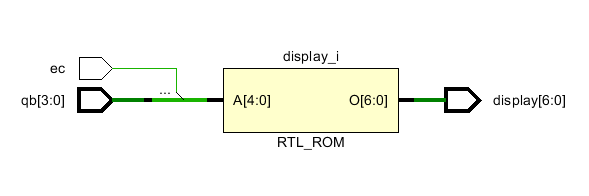 display_i
ec
...
qb[3:0]
A[4:0]
O[6:0]
display[6:0]
RTL_ROM